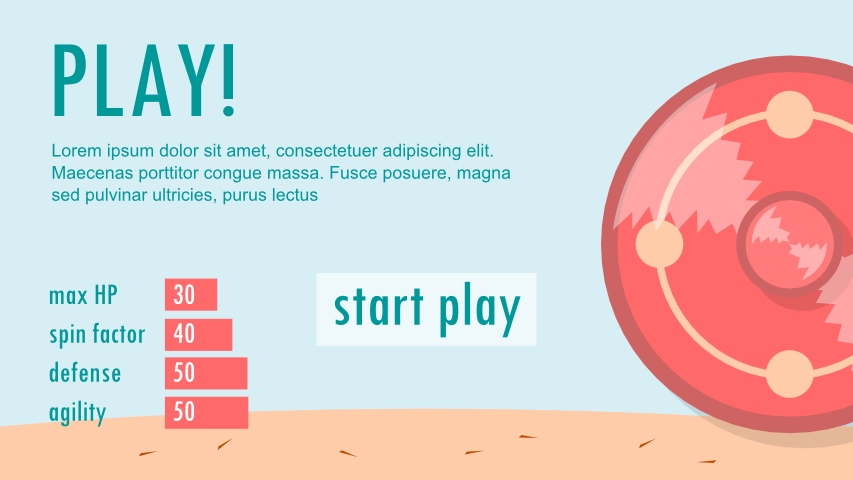 PLAY!
Lorem ipsum dolor sit amet, consectetuer adipiscing elit.
Maecenas porttitor congue massa. Fusce posuere, magna
sed pulvinar ultricies, purus lectus
max HP 30
spin factor 40
defense 50
agility 50
start play